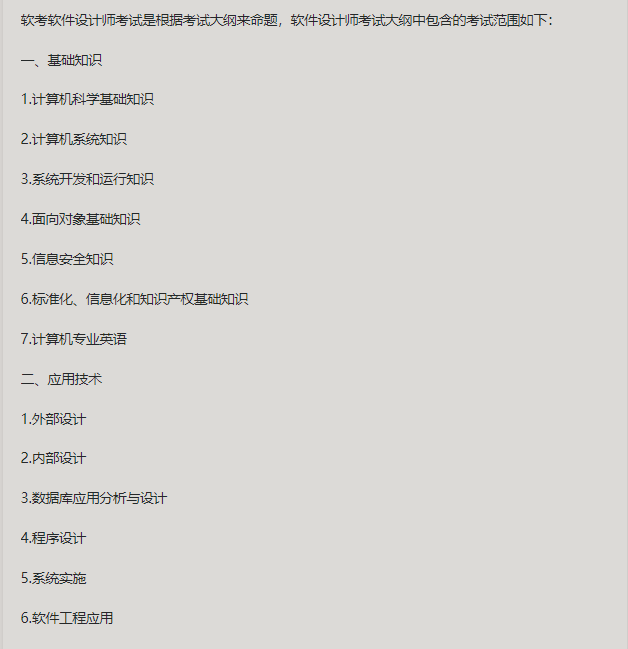 软考软件设计师考试是根据考试大纲来命题，软件设计师考试大纲中包含的考试范围如下：
一、基础知识
1.计算机科学基础知识
2.计算机系统知识
3.系统开发和运行知识
4.面向对象基础知识
5.信息安全知识
6.标准化、信息化和知识产权基础知识
7.计算机专业英语
二、应用技术
1.外部设计
2.内部设计
3.数据库应用分析与设计
4.程序设计
5.系统实施
6.软件工程应用